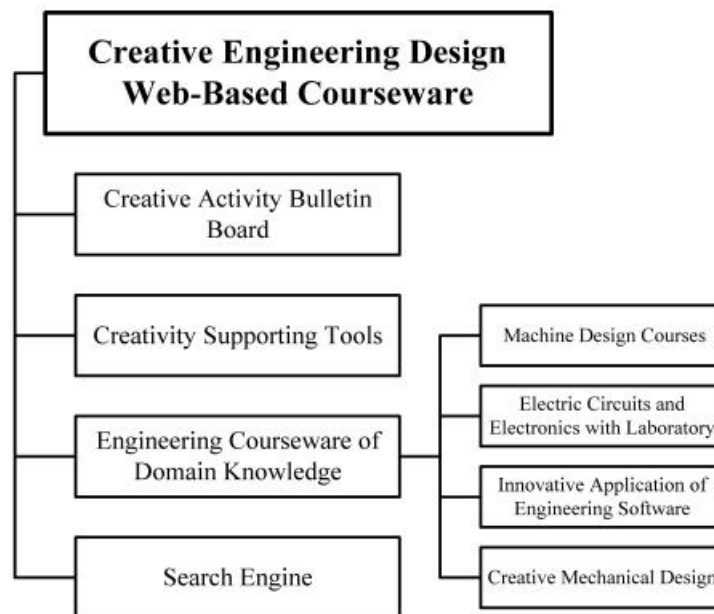 Creative Engineering Design
Web-Based Courseware
Creative Activity Bulletin
Board
Creativity Supporting Tools
Engineering Courseware of
Domain Knowledge
Search Engine
Machine Design Courses
Electric Circuits and
Electronics with Laboratory
Innovative Application of
Engineering Software
Creative Mechanical Design